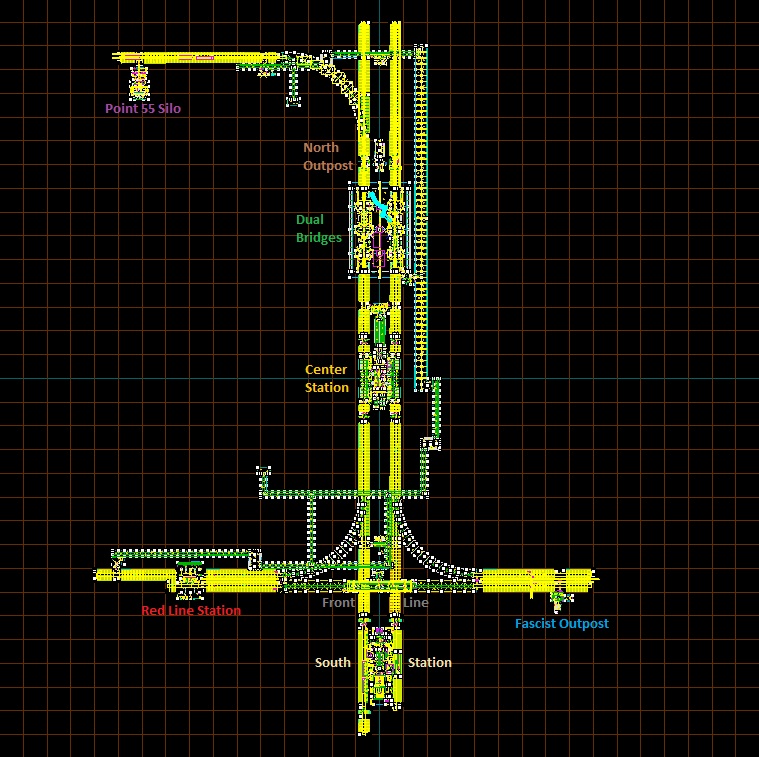 Point 55 Silo
North
Outpost
Dual
Bridges
Center
Station
Front Line
Red Line Station
Fascist Outpost
South Station